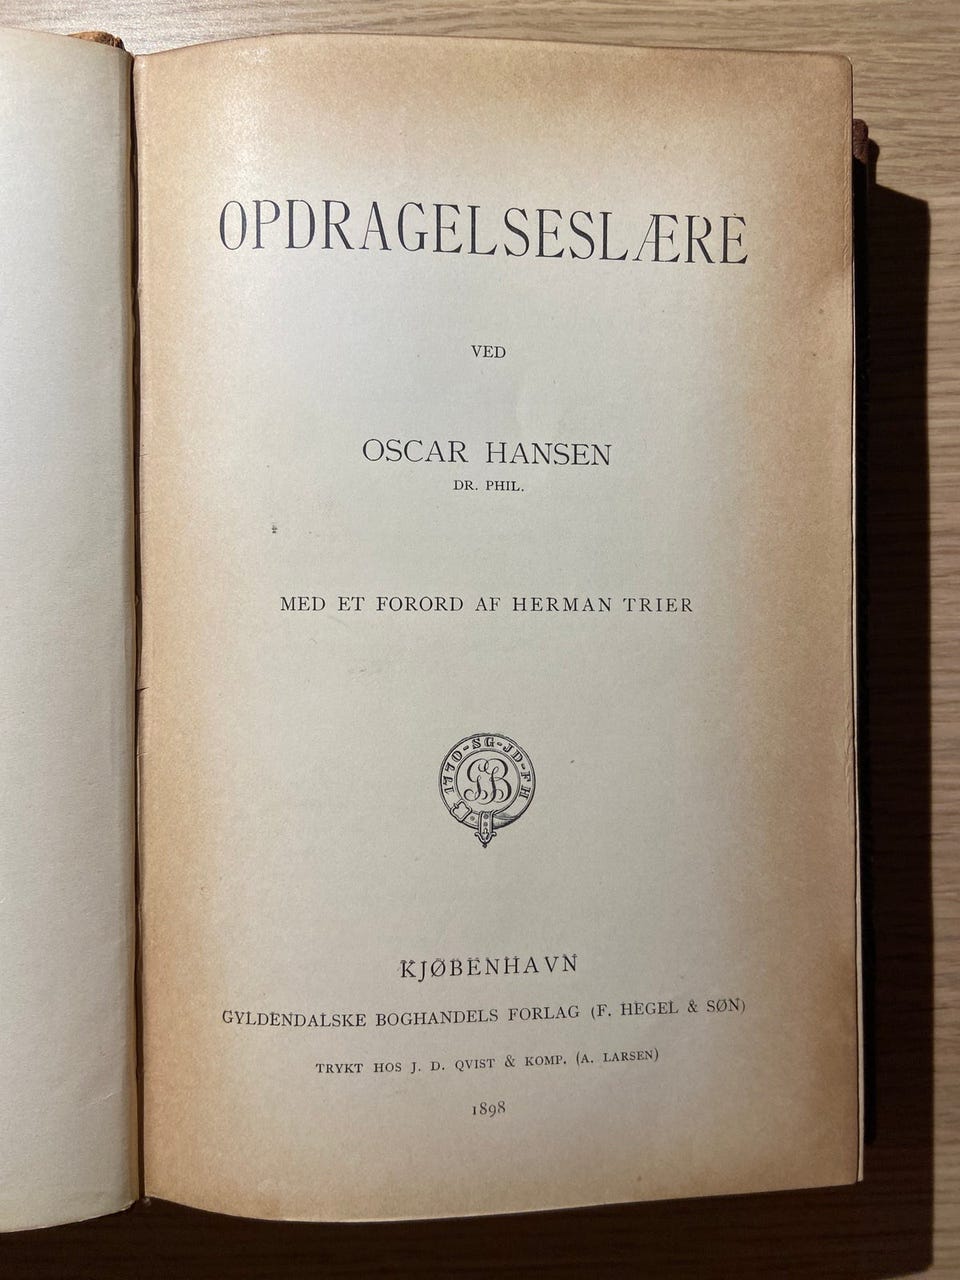 OPDRAGELSESLÆRE
VED
OSCAR HANSEN
DR. PHIL.
MED ET FORORD AF HERMAN TRIER
1770-SG-JD-FH
GB
KJØBENHAVN
GYLDENDALSKE BOGHANDELS FORLAG (F. HEGEL & SØN)
TRYKT HOS J. D. QVIST & KOMP. (A. LARSEN)
1898